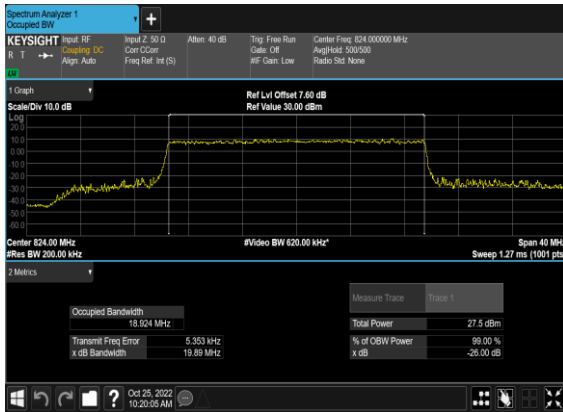 Spectrum Analyzer 1
Occupied BW
+
KEYSIGHT Input: RF Input Z: 50 Ω Atten: 40 dB Trig: Free Run Center Freq: 824.000000 MHz
R T Coupling: DC Corr CCorr Gate: Off Avg|Hold: 500/500
Align: Auto Freq Ref: Int (S) #IF Gain: Low Radio Std: None
LXI
1 Graph
Ref Lvl Offset 7.60 dB
Scale/Div 10.0 dB Ref Value 30.00 dBm
Log
20.0
10.0
0.00
-10.0
-20.0
-30.0
-40.0
-50.0
-60.0
Center 824.00 MHz #Video BW 620.00 kHz* Span 40 MHz
#Res BW 200.00 kHz Sweep 1.27 ms (1001 pts
2 Metrics
Measure Trace Trace 1
Occupied Bandwidth
18.924 MHz Total Power 27.5 dBm
Transmit Freq Error 5.353 kHz % of OBW Power 99.00 %
x dB Bandwidth 19.89 MHz x dB -26.00 dB
? Oct 25, 2022
10:20:05 AM